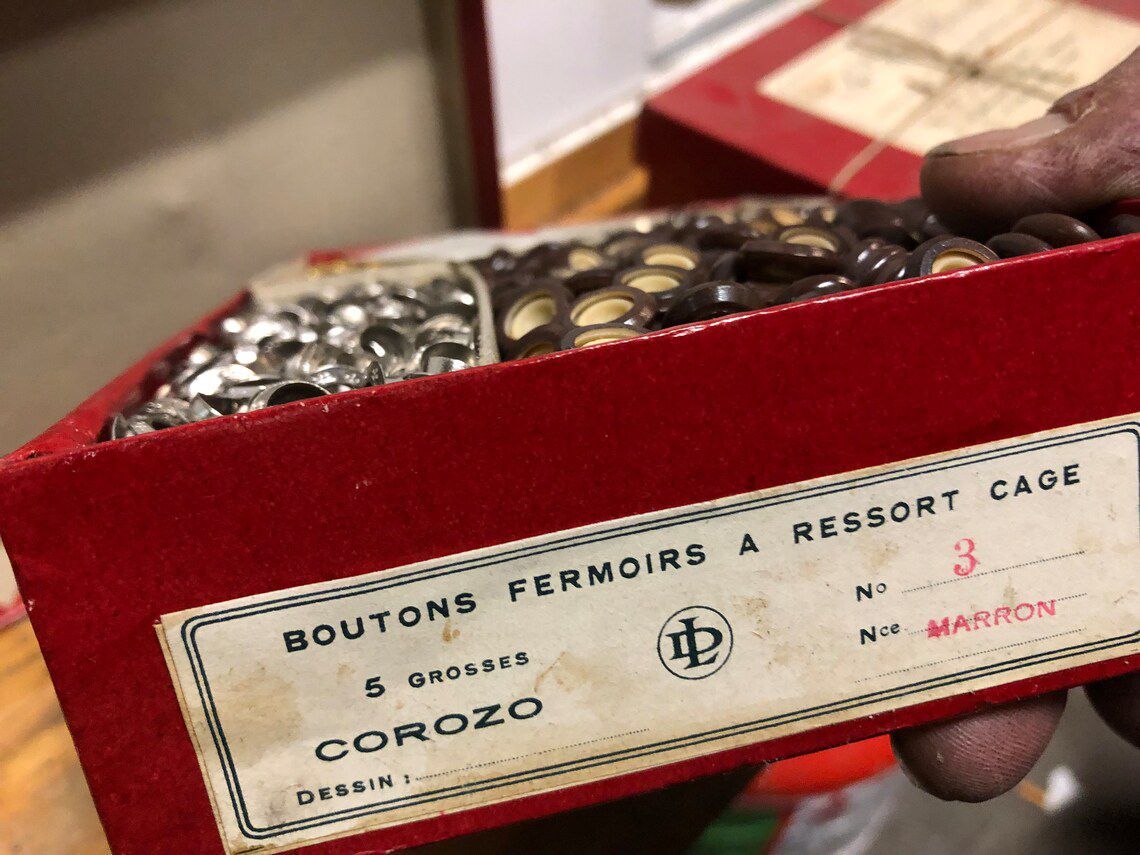 BOUTONS FERMOIRS A RESSORT CAGE
5 GROSSES
COROZO
DESSIN :
No 3
Nce MARRON